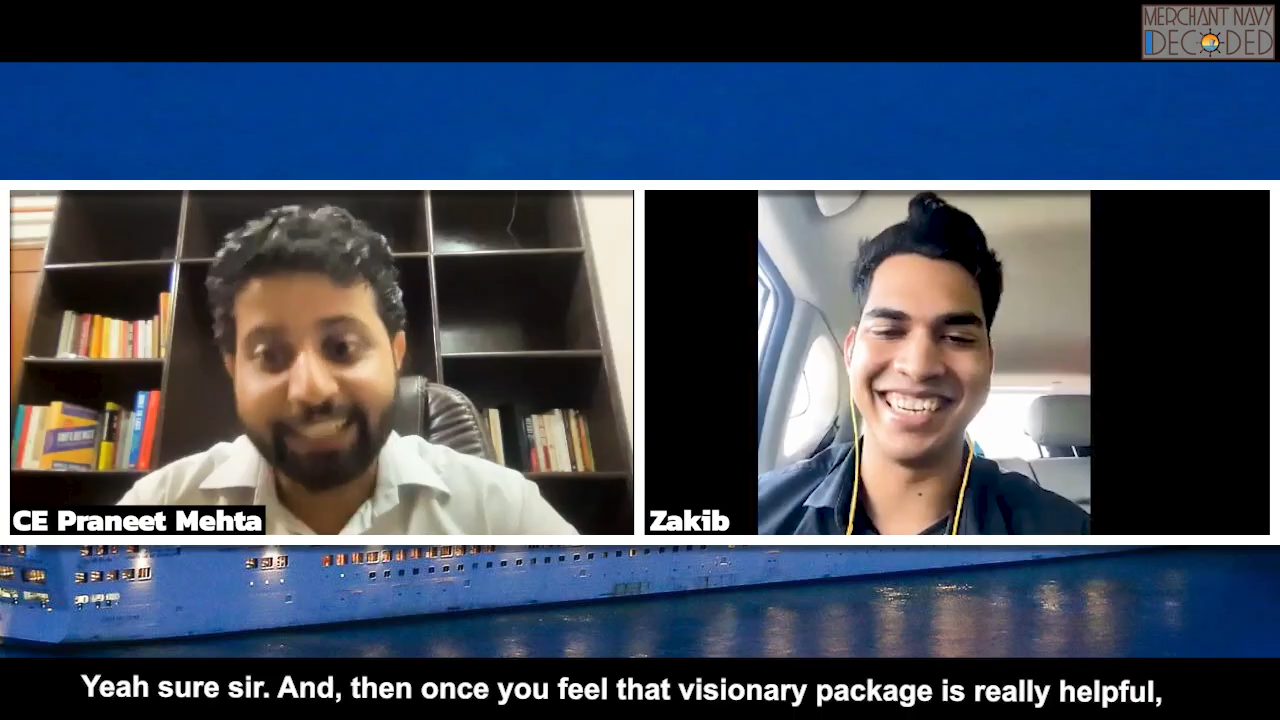 MERCHANT NAVY
DECODED
CE Praneet Mehta
Zakib
Yeah sure sir. And, then once you feel that visionary package is really helpful,